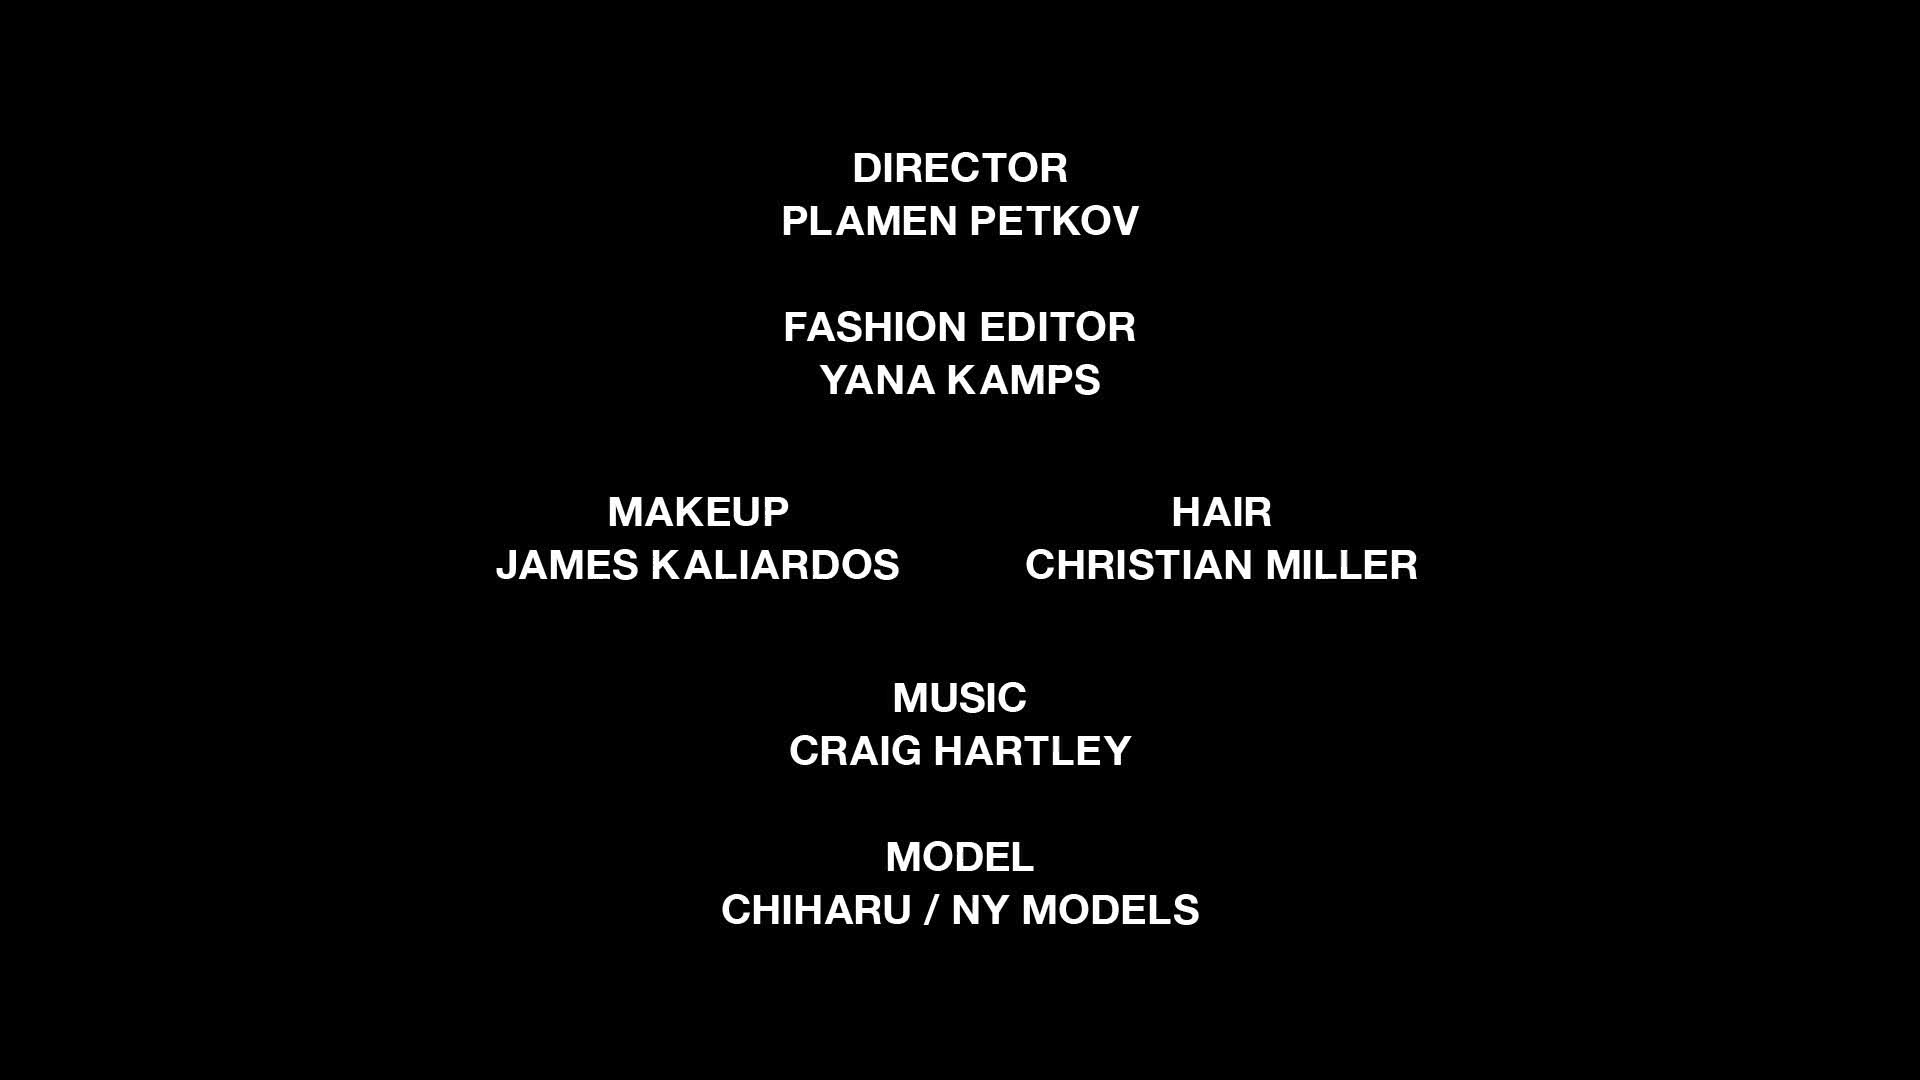 DIRECTOR
PLAMEN PETKOV
FASHION EDITOR
YANA KAMPS
MAKEUP
JAMES KALIARDOS
HAIR
CHRISTIAN MILLER
MUSIC
CRAIG HARTLEY
MODEL
CHIHARU / NY MODELS